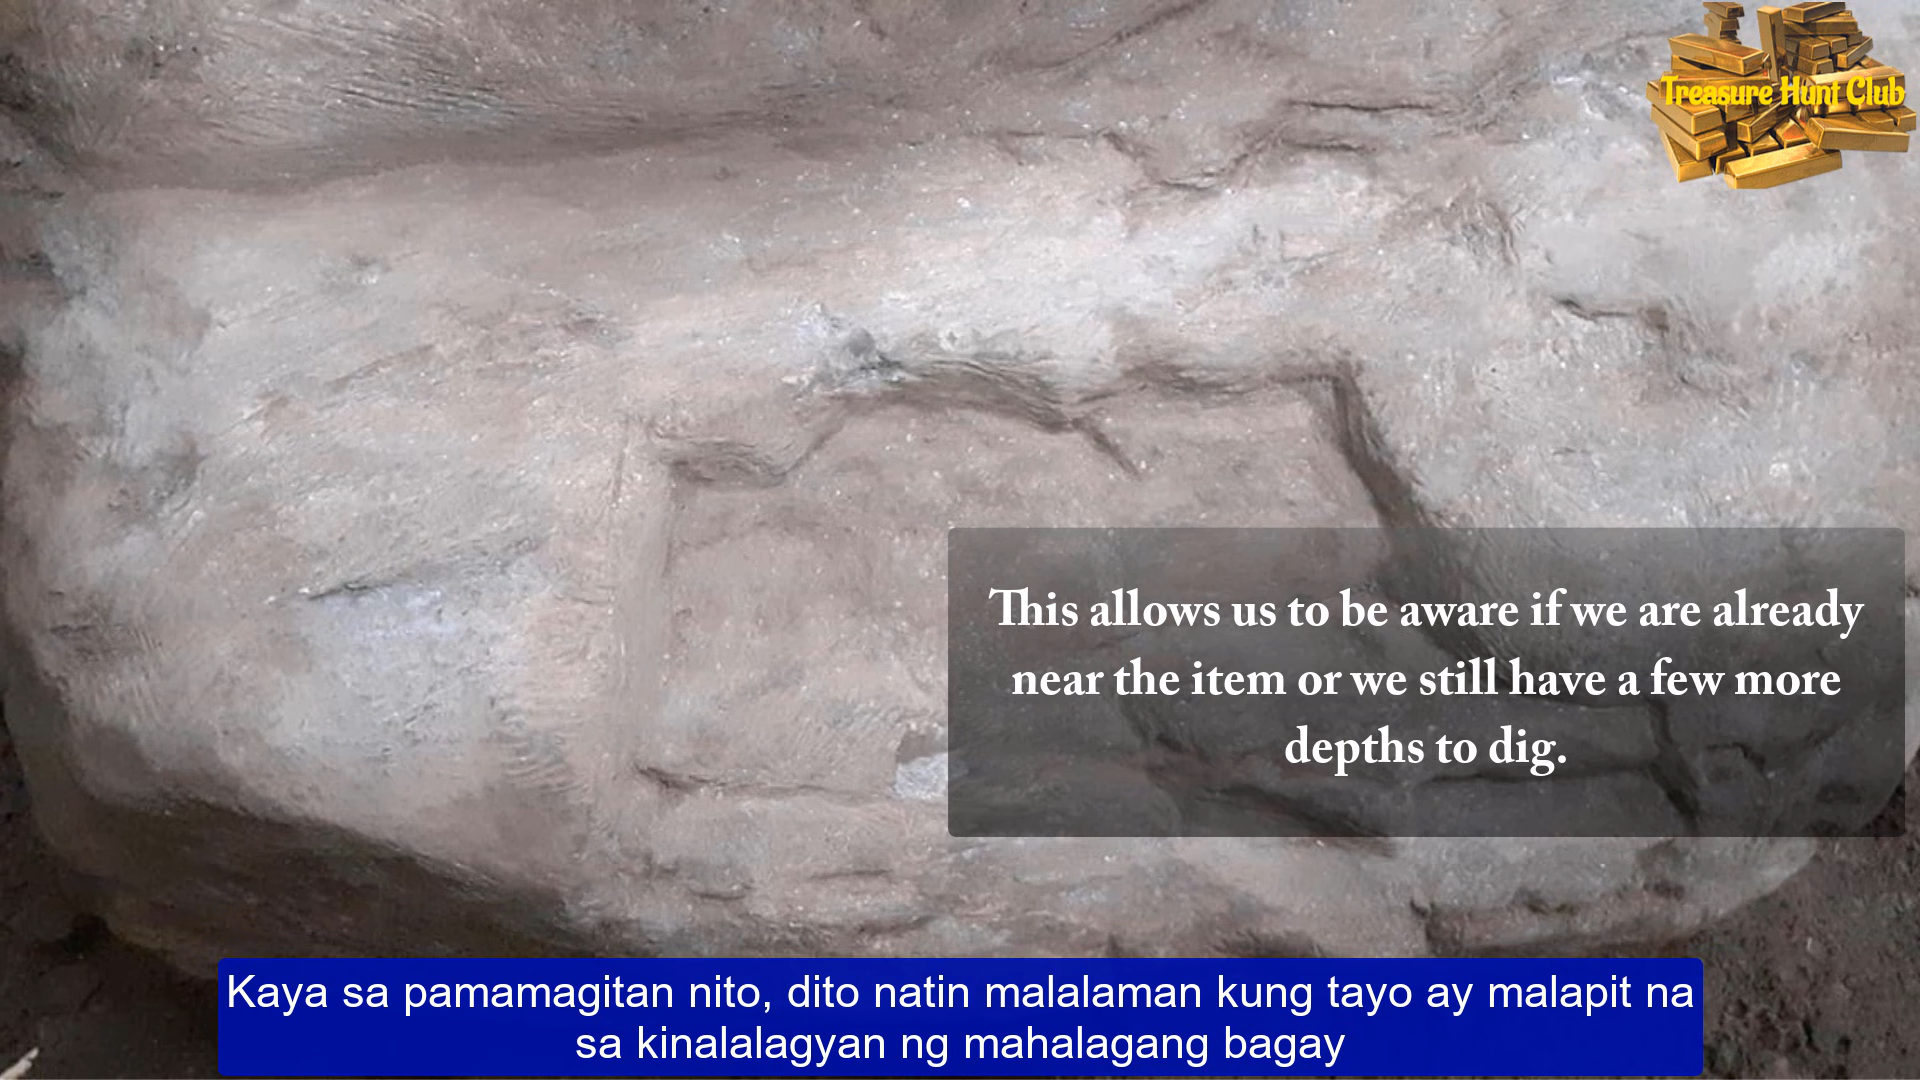 Treasure Hunt Club
This allows us to be aware if we are already
near the item or we still have a few more
depths to dig.
Kaya sa pamamagitan nito, dito natin malalaman kung tayo ay malapit na
sa kinalalagyan ng mahalagang bagay